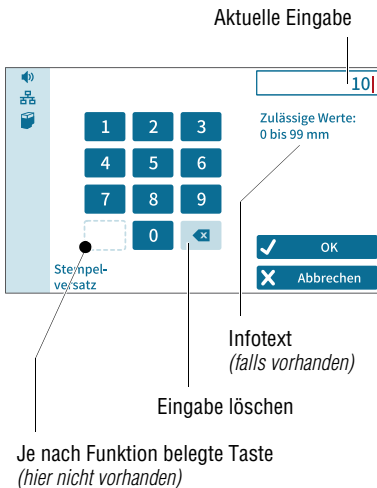 Aktuelle Eingabe
10
Zulässige Werte:
0 bis 99 mm
1 2 3
4 5 6
7 8 9
0
OK
Abbrechen
Stempel-
versatz
Infotext
(falls vorhanden)
Eingabe löschen
Je nach Funktion belegte Taste
(hier nicht vorhanden)